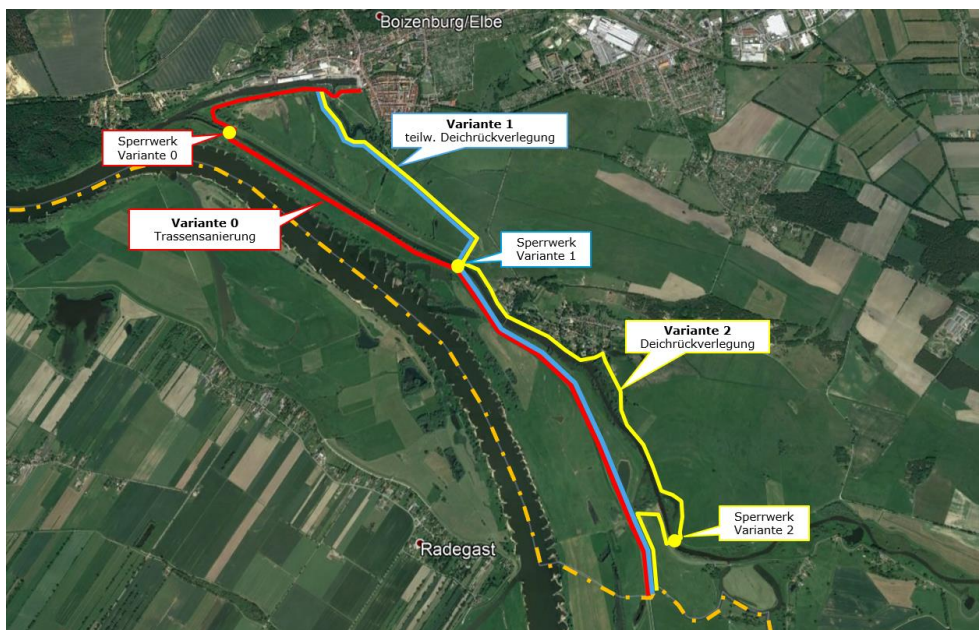 Boizenburg/Elbe
Variante 1
teilw. Deichrückverlegung
Sperrwerk
Variante 0
Variante 0
Trassensanierung
Sperrwerk
Variante 1
Variante 2
Deichrückverlegung
Sperrwerk
Variante 2
Radegast